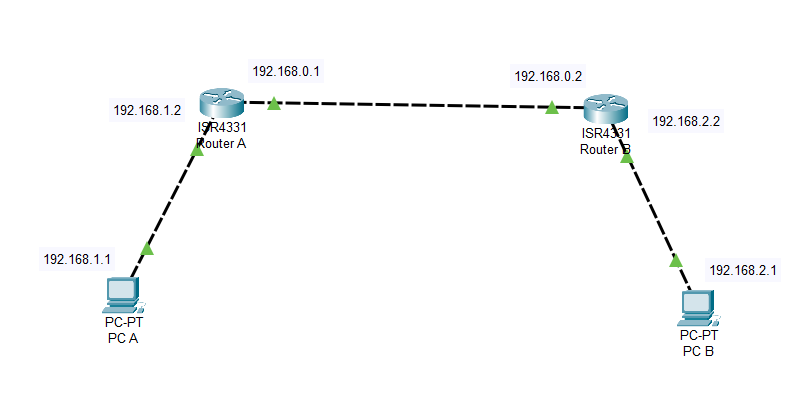 192.168.0.1
192.168.0.2
192.168.1.2
192.168.2.2
ISR4331
Router A
ISR4331
Router B
192.168.1.1
192.168.2.1
PC-PT
PC A
PC-PT
PC B